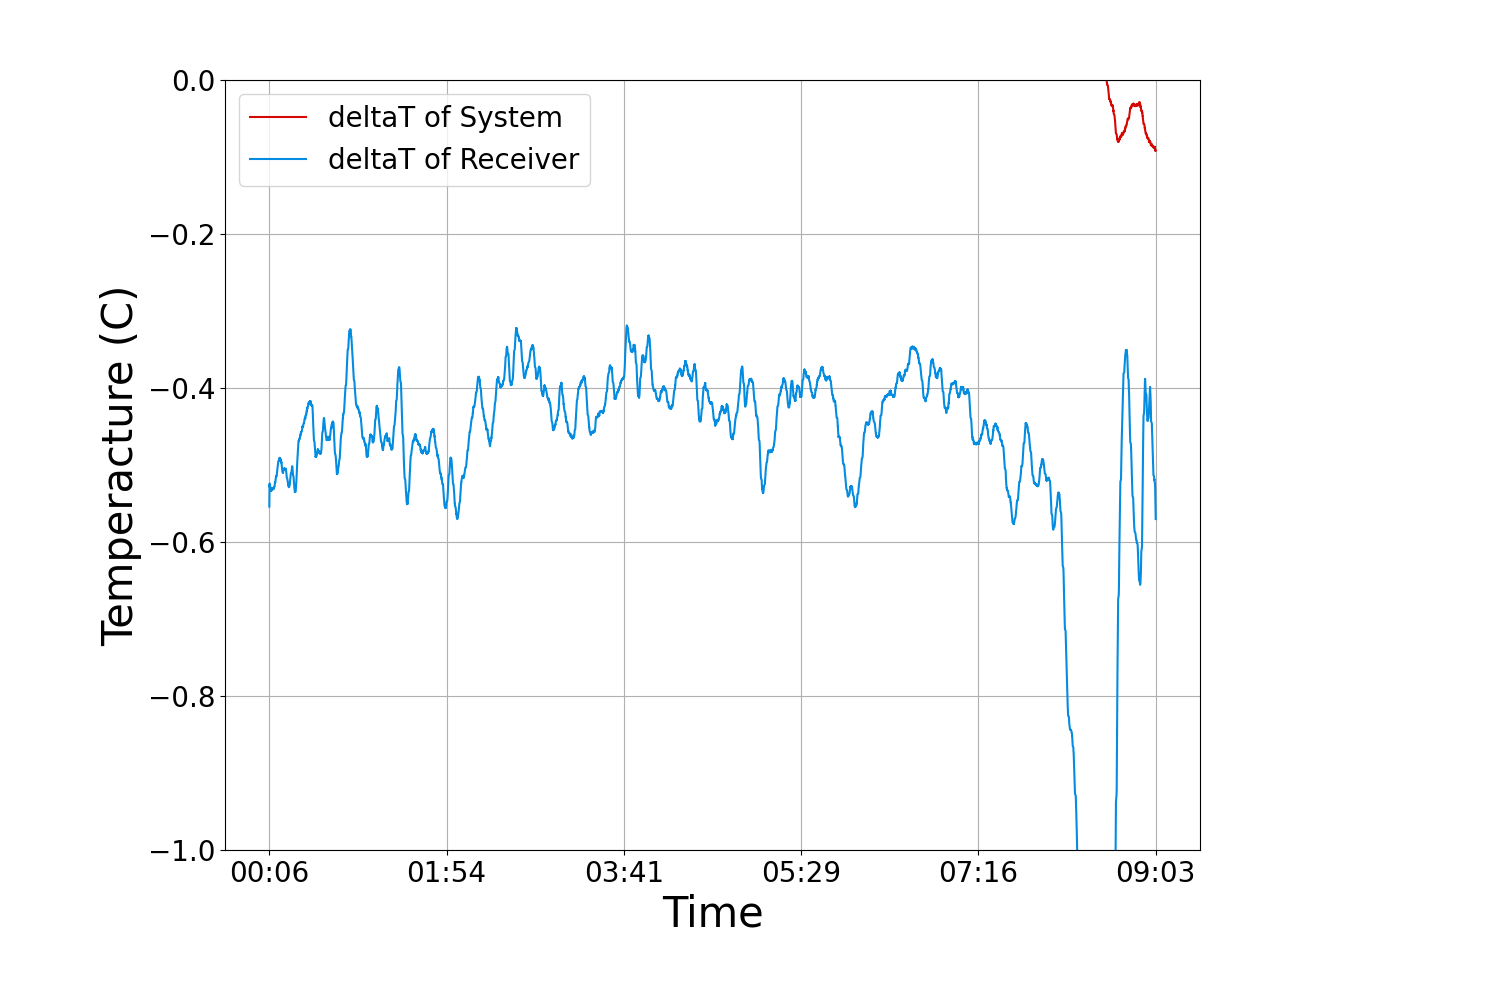 0.0
deltaT of System
deltaT of Receiver
−0.2
−0.4
−0.6
−0.8
−1.0
Temperacture (C)
00:06 01:54 03:41 05:29 07:16 09:03
Time